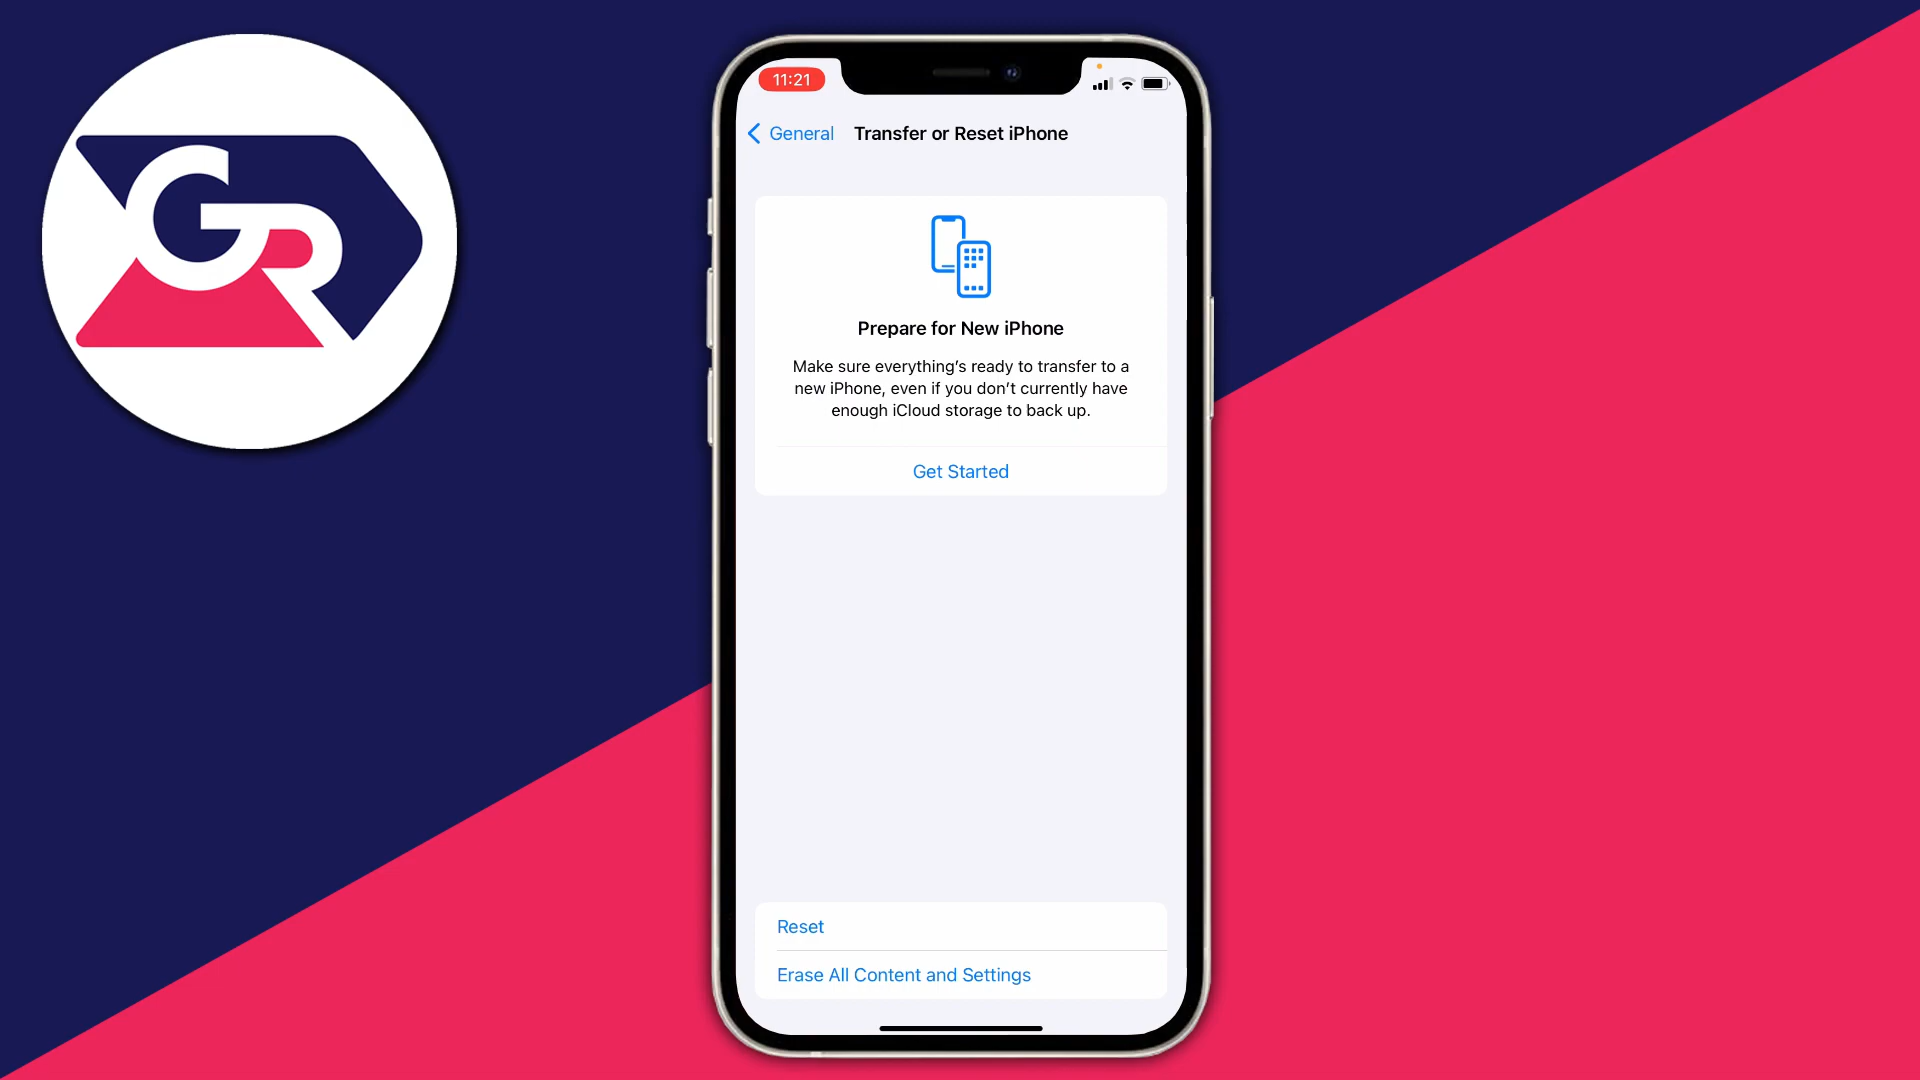 GR
11:21
General
Transfer or Reset iPhone
Prepare for New iPhone
Make sure everything's ready to transfer to a
new iPhone, even if you don't currently have
enough iCloud storage to back up.
Get Started
Reset
Erase All Content and Settings